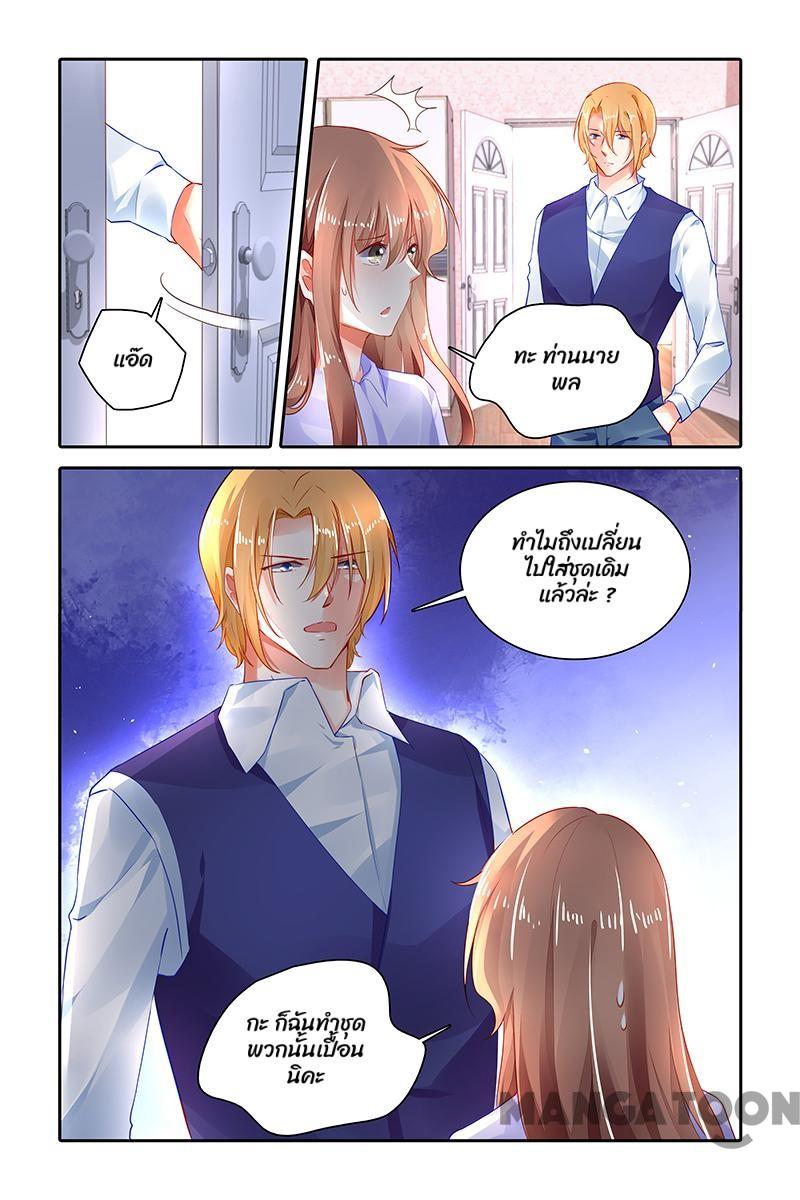 แอ๊ด
ทะ ท่านนาย
พล
ทำไมถึงเปลี่ยน
ไปใส่ชุดเดิม
แล้วล่ะ ?
กะ ก็ฉันทำชุด
พวกนั้นเปื้อน
นิคะ
MANGATOON